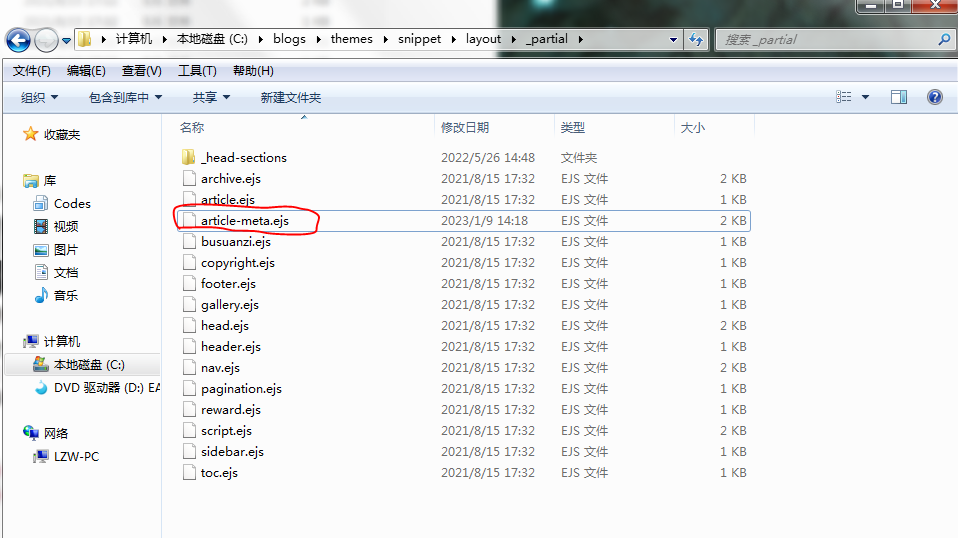 计算机 本地磁盘 (C:) blogs themes snippet layout _partial 搜索 _partial
文件(F) 编辑(E) 查看(V) 工具(T) 帮助(H)
组织 包含到库中 共享 新建文件夹
名称 修改日期 类型 大小
收藏夹
库
Codes
视频
图片
文档
音乐
计算机
本地磁盘 (C:)
DVD 驱动器 (D:) EA
网络
LZW-PC
_head-sections 2022/5/26 14:48 文件夹
archive.ejs 2021/8/15 17:32 EJS 文件 2 KB
article.ejs 2021/8/15 17:32 EJS 文件 1 KB
article-meta.ejs 2023/1/9 14:18 EJS 文件 2 KB
busuanzi.ejs 2021/8/15 17:32 EJS 文件 1 KB
copyright.ejs 2021/8/15 17:32 EJS 文件 1 KB
footer.ejs 2021/8/15 17:32 EJS 文件 1 KB
gallery.ejs 2021/8/15 17:32 EJS 文件 1 KB
head.ejs 2021/8/15 17:32 EJS 文件 2 KB
header.ejs 2021/8/15 17:32 EJS 文件 1 KB
nav.ejs 2021/8/15 17:32 EJS 文件 2 KB
pagination.ejs 2021/8/15 17:32 EJS 文件 1 KB
reward.ejs 2021/8/15 17:32 EJS 文件 1 KB
script.ejs 2021/8/15 17:32 EJS 文件 2 KB
sidebar.ejs 2021/8/15 17:32 EJS 文件 1 KB
toc.ejs 2021/8/15 17:32 EJS 文件 1 KB